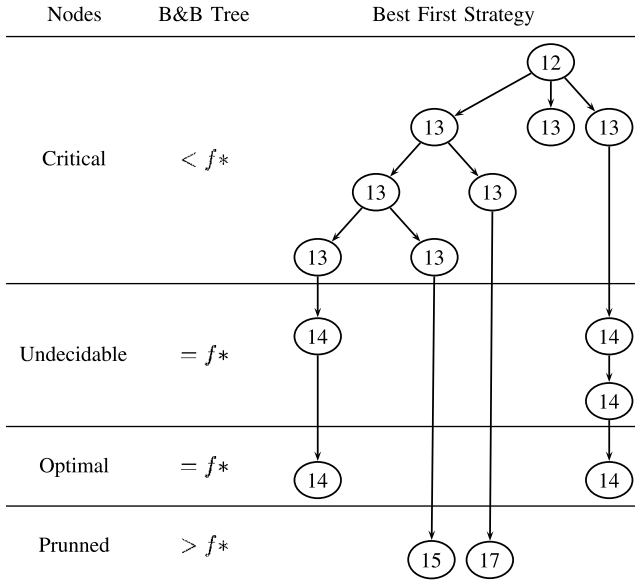 Nodes B&B Tree Best First Strategy
12
13 13 13
Critical < f*
13 13
13 13
14 14
Undecidable = f*
14
Optimal = f*
14 14
Prunned > f*
15 17